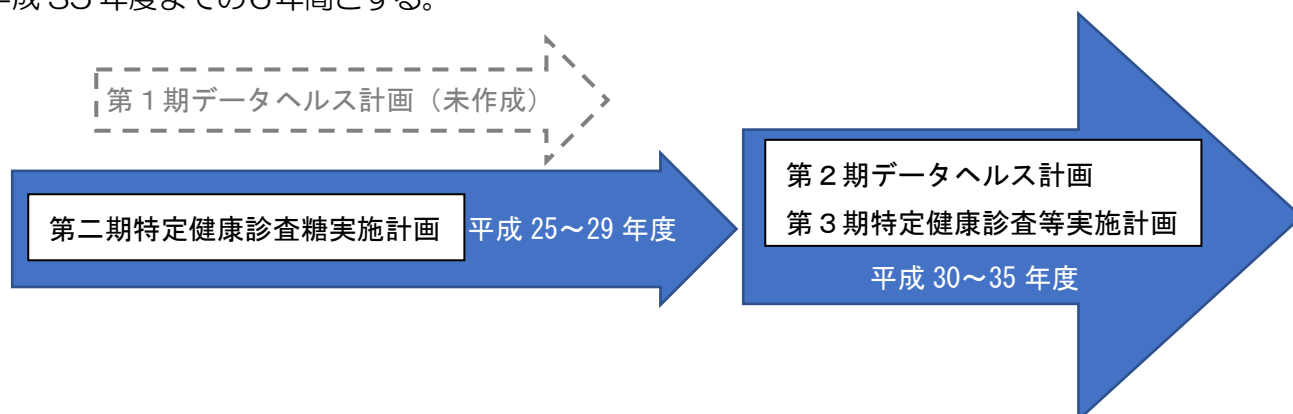 平成 35 年度までの6年間とする。
第１期データヘルス計画（未作成）
第二期特定健康診査糖実施計画 平成 25～29 年度
第２期データヘルス計画
第３期特定健康診査等実施計画
平成 30～35 年度